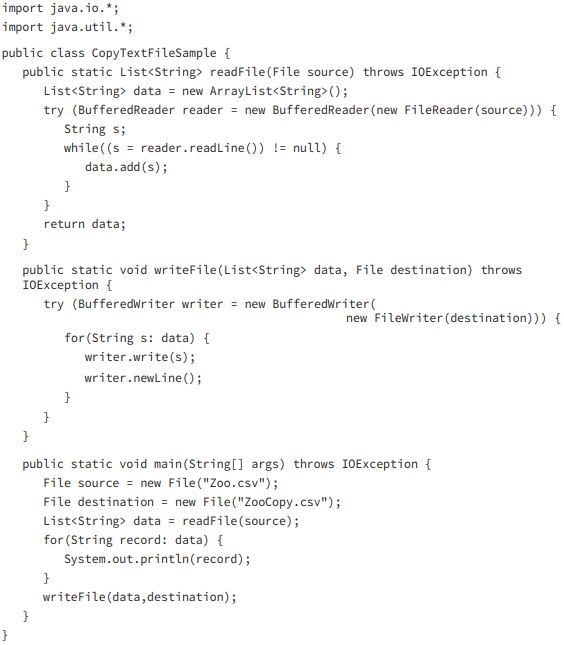 import java.io.*;
import java.util.*;
public class CopyTextFileSample {
   public static List<String> readFile(File source) throws IOException {
      List<String> data = new ArrayList<String>();
      try (BufferedReader reader = new BufferedReader(new FileReader(source))) {
         String s;
         while((s = reader.readLine()) != null) {
            data.add(s);
         }
      }
      return data;
   }
   public static void writeFile(List<String> data, File destination) throws
   IOException {
      try (BufferedWriter writer = new BufferedWriter(
                                                  new FileWriter(destination))) {
         for(String s: data) {
            writer.write(s);
            writer.newLine();
         }
      }
   }
   public static void main(String[] args) throws IOException {
      File source = new File("Zoo.csv");
      File destination = new File("ZooCopy.csv");
      List<String> data = readFile(source);
      for(String record: data) {
         System.out.println(record);
      }
      writeFile(data,destination);
   }
}